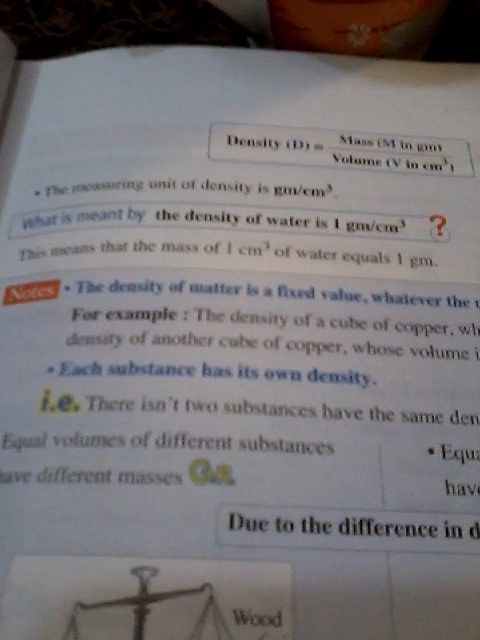 Density (D) = Mass (M in gm) / Volume (V in cm³)
• The measuring unit of density is gm/cm³.
What is meant by the density of water is 1 gm/cm³ ?
This means that the mass of 1 cm³ of water equals 1 gm.
Notes • The density of matter is a fixed value, whatever the
For example : The density of a cube of copper, wh
density of another cube of copper, whose volume i
• Each substance has its own density.
i.e. There isn't two substances have the same den
Equal volumes of different substances
have different masses G.R.
• Equa
have
Due to the difference in d
Wood